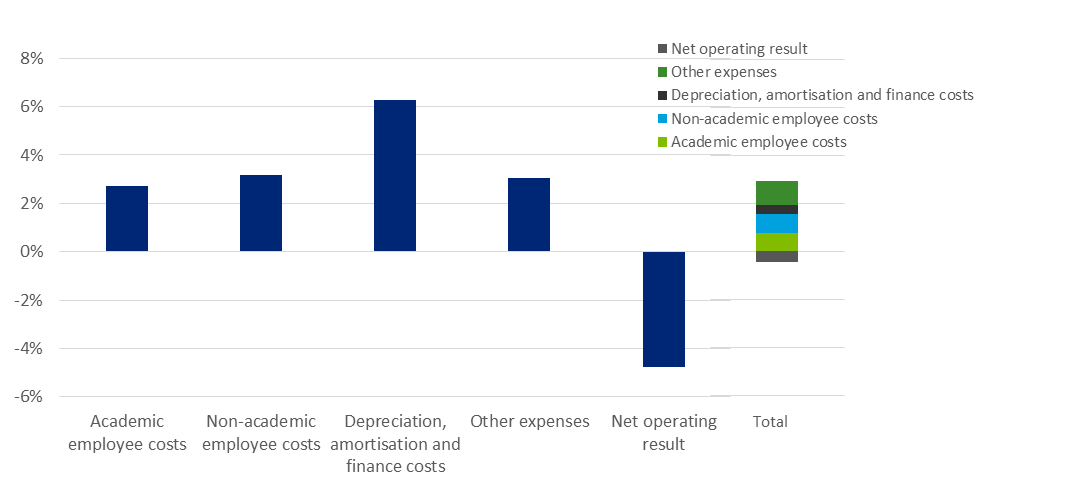 8%
6%
4%
2%
0%
-2%
-4%
-6%
Net operating result
Other expenses
Depreciation, amortisation and finance costs
Non-academic employee costs
Academic employee costs
Academic
employee costs
Non-academic
employee costs
Depreciation,
amortisation and
finance costs
Other expenses
Net operating
result
Total